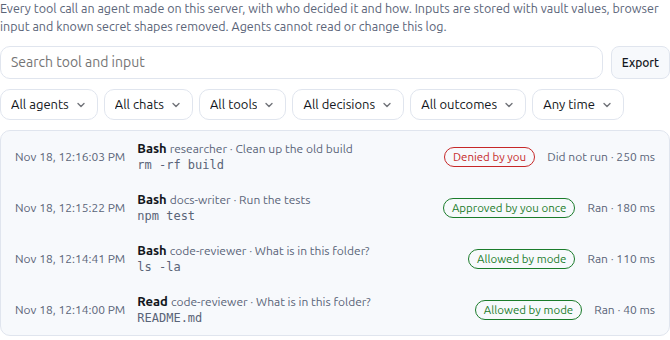 Every tool call an agent made on this server, with who decided it and how. Inputs are stored with vault values, browser
input and known secret shapes removed. Agents cannot read or change this log.
Search tool and input
Export
All agents
All chats
All tools
All decisions
All outcomes
Any time
Nov 18, 12:16:03 PM
Bash researcher · Clean up the old build
rm -rf build
Denied by you
Did not run · 250 ms
Nov 18, 12:15:22 PM
Bash docs-writer · Run the tests
npm test
Approved by you once
Ran · 180 ms
Nov 18, 12:14:41 PM
Bash code-reviewer · What is in this folder?
ls -la
Allowed by mode
Ran · 110 ms
Nov 18, 12:14:00 PM
Read code-reviewer · What is in this folder?
README.md
Allowed by mode
Ran · 40 ms